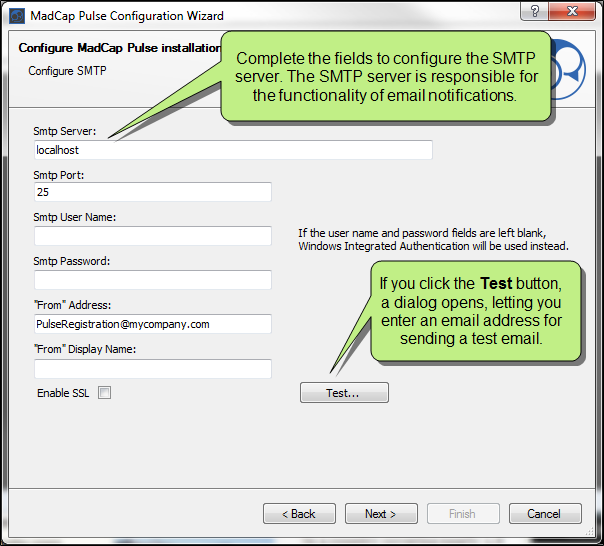 MadCap Pulse Configuration Wizard
?
Configure MadCap Pulse installation
Configure SMTP
Complete the fields to configure the SMTP
server. The SMTP server is responsible for
the functionality of email notifications.
Smtp Server:
localhost
Smtp Port:
25
Smtp User Name:
If the user name and password fields are left blank,
Windows Integrated Authentication will be used instead.
Smtp Password:
If you click the Test button,
a dialog opens, letting you
enter an email address for
sending a test email.
"From" Address:
PulseRegistration@mycompany.com
"From" Display Name:
Enable SSL
Test...
< Back
Next >
Finish
Cancel